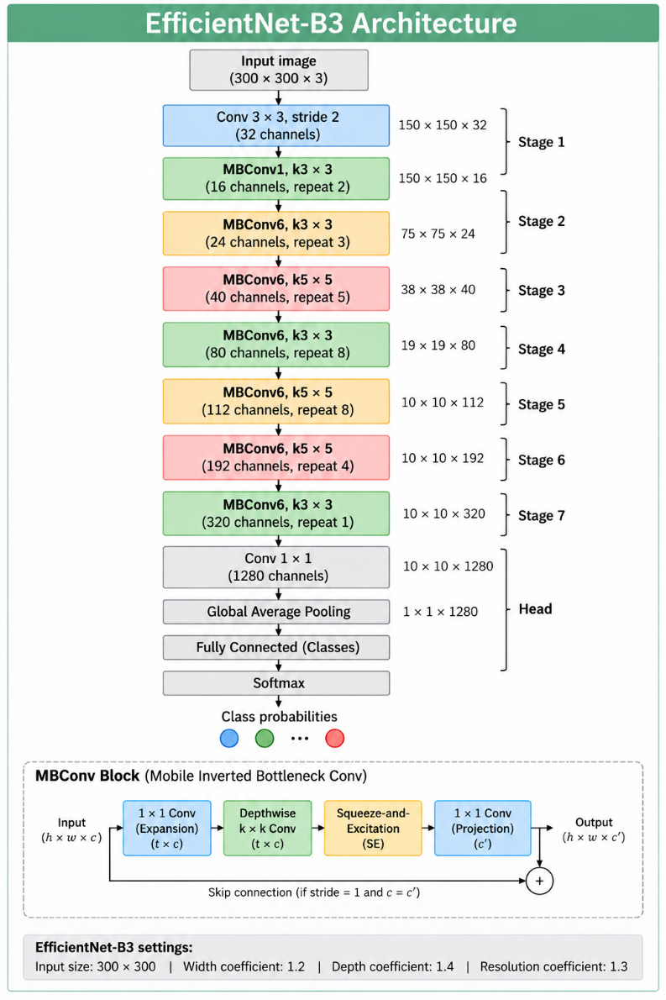 EfficientNet-B3 Architecture
Input image
(300 × 300 × 3)
Conv 3 × 3, stride 2
(32 channels)
150 × 150 × 32
Stage 1
MBConv1, k3 × 3
(16 channels, repeat 2)
150 × 150 × 16
MBConv6, k3 × 3
(24 channels, repeat 3)
75 × 75 × 24
Stage 2
MBConv6, k5 × 5
(40 channels, repeat 5)
38 × 38 × 40
Stage 3
MBConv6, k3 × 3
(80 channels, repeat 8)
19 × 19 × 80
Stage 4
MBConv6, k5 × 5
(112 channels, repeat 8)
10 × 10 × 112
Stage 5
MBConv6, k5 × 5
(192 channels, repeat 4)
10 × 10 × 192
Stage 6
MBConv6, k3 × 3
(320 channels, repeat 1)
10 × 10 × 320
Stage 7
Conv 1 × 1
(1280 channels)
10 × 10 × 1280
Global Average Pooling
1 × 1 × 1280
Head
Fully Connected (Classes)
Softmax
Class probabilities
...
MBConv Block (Mobile Inverted Bottleneck Conv)
Input
(h × w × c)
1 × 1 Conv
(Expansion)
(t × c)
Depthwise
k × k Conv
(t × c)
Squeeze-and-
Excitation
(SE)
1 × 1 Conv
(Projection)
(c′)
Output
(h × w × c′)
+
Skip connection (if stride = 1 and c = c′)
EfficientNet-B3 settings:
Input size: 300 × 300 | Width coefficient: 1.2 | Depth coefficient: 1.4 | Resolution coefficient: 1.3